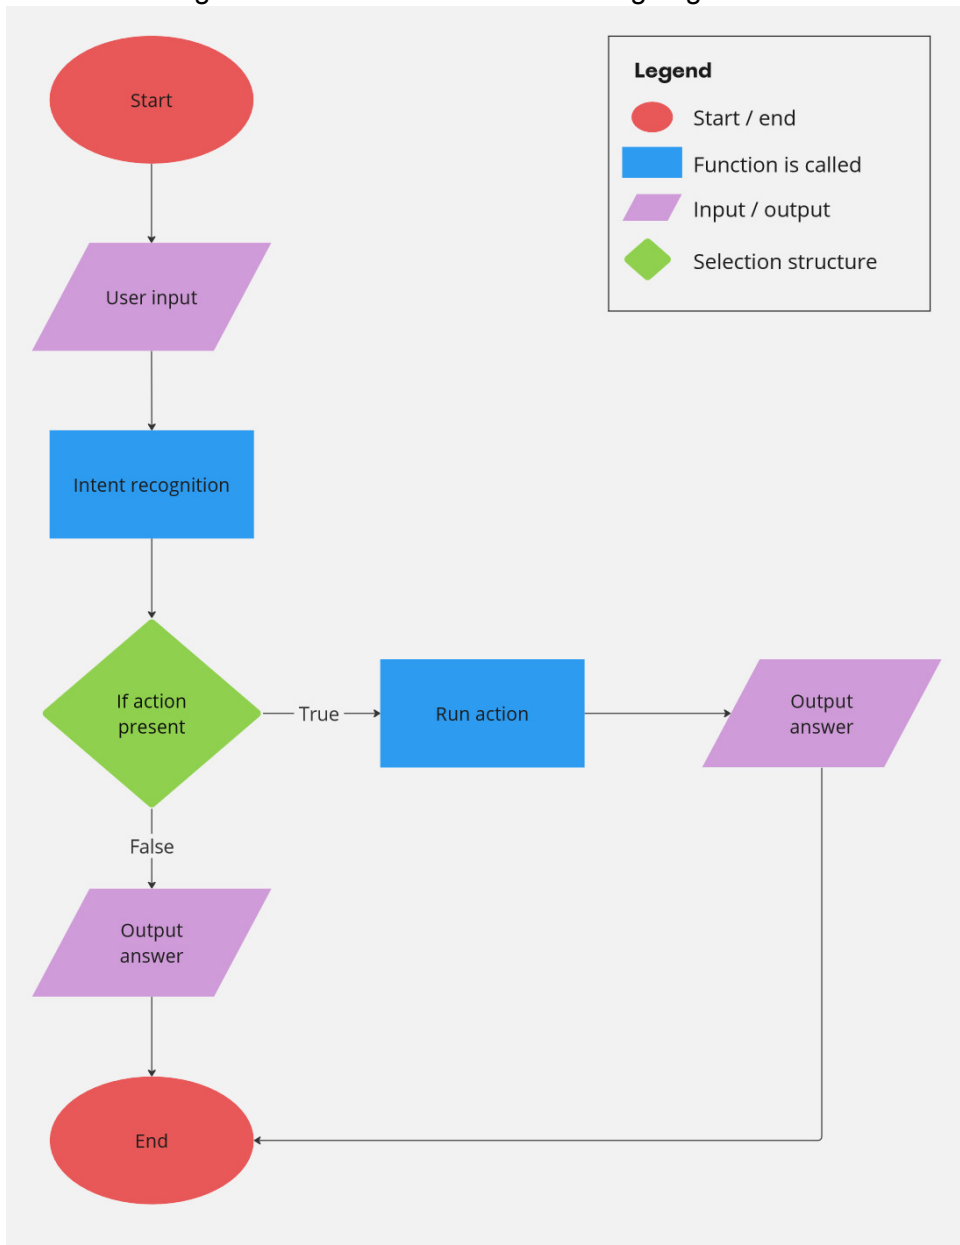 Start
Legend
Start / end
Function is called
Input / output
Selection structure
User input
Intent recognition
If action
present
True
Run action
Output
answer
False
Output
answer
End